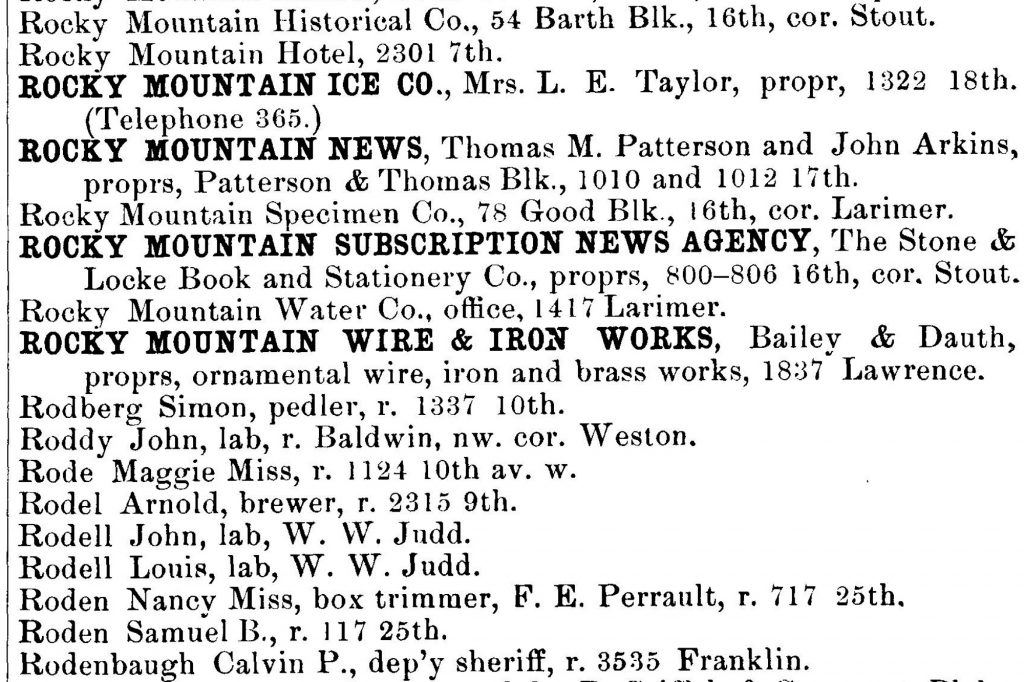 Rocky Mountain Historical Co., 54 Barth Blk., 16th, cor. Stout.
Rocky Mountain Hotel, 2301 7th.
ROCKY MOUNTAIN ICE CO., Mrs. L. E. Taylor, propr, 1322 18th.
(Telephone 365.)
ROCKY MOUNTAIN NEWS, Thomas M. Patterson and John Arkins,
proprs, Patterson & Thomas Blk., 1010 and 1012 17th.
Rocky Mountain Specimen Co., 78 Good Blk., 16th, cor. Larimer.
ROCKY MOUNTAIN SUBSCRIPTION NEWS AGENCY, The Stone &
Locke Book and Stationery Co., proprs, 800–806 16th, cor. Stout.
Rocky Mountain Water Co., office, 1417 Larimer.
ROCKY MOUNTAIN WIRE & IRON WORKS, Bailey & Dauth,
proprs, ornamental wire, iron and brass works, 1837 Lawrence.
Rodberg Simon, pedler, r. 1337 10th.
Roddy John, lab, r. Baldwin, nw. cor. Weston.
Rode Maggie Miss, r. 1124 10th av. w.
Rodel Arnold, brewer, r. 2315 9th.
Rodell John, lab, W. W. Judd.
Rodell Louis, lab, W. W. Judd.
Roden Nancy Miss, box trimmer, F. E. Perrault, r. 717 25th.
Roden Samuel B., r. 117 25th.
Rodenbaugh Calvin P., dep'y sheriff, r. 3535 Franklin.